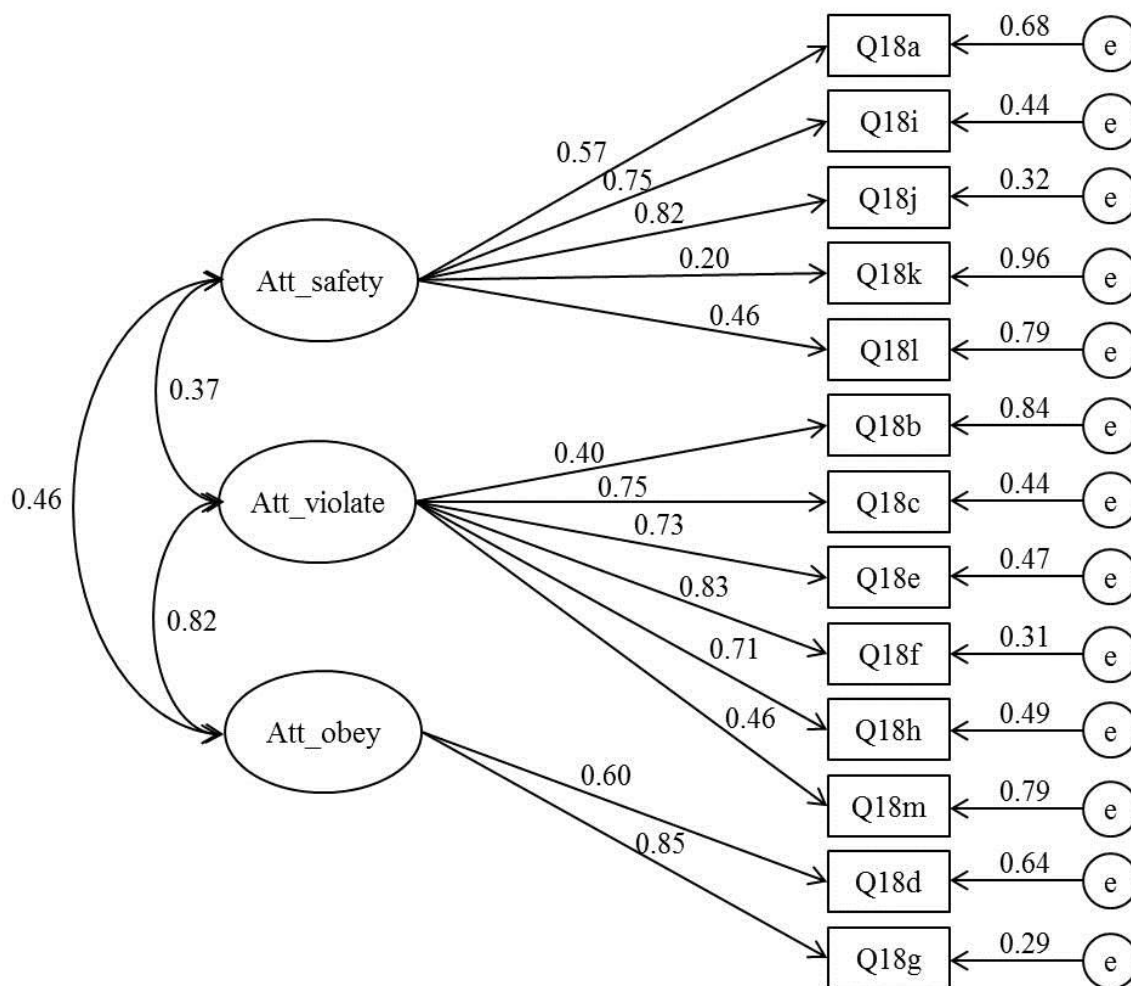 Q18a
0.68
e
Q18i
0.44
e
0.57
0.75
Q18j
0.32
e
0.82
Att_safety
0.20
Q18k
0.96
e
0.46
Q18l
0.79
e
0.37
Q18b
0.84
e
0.40
0.46
Att_violate
0.75
Q18c
0.44
e
0.73
Q18e
0.47
e
0.83
0.82
Q18f
0.31
e
0.71
Att_obey
0.46
Q18h
0.49
e
0.60
Q18m
0.79
e
0.85
Q18d
0.64
e
Q18g
0.29
e